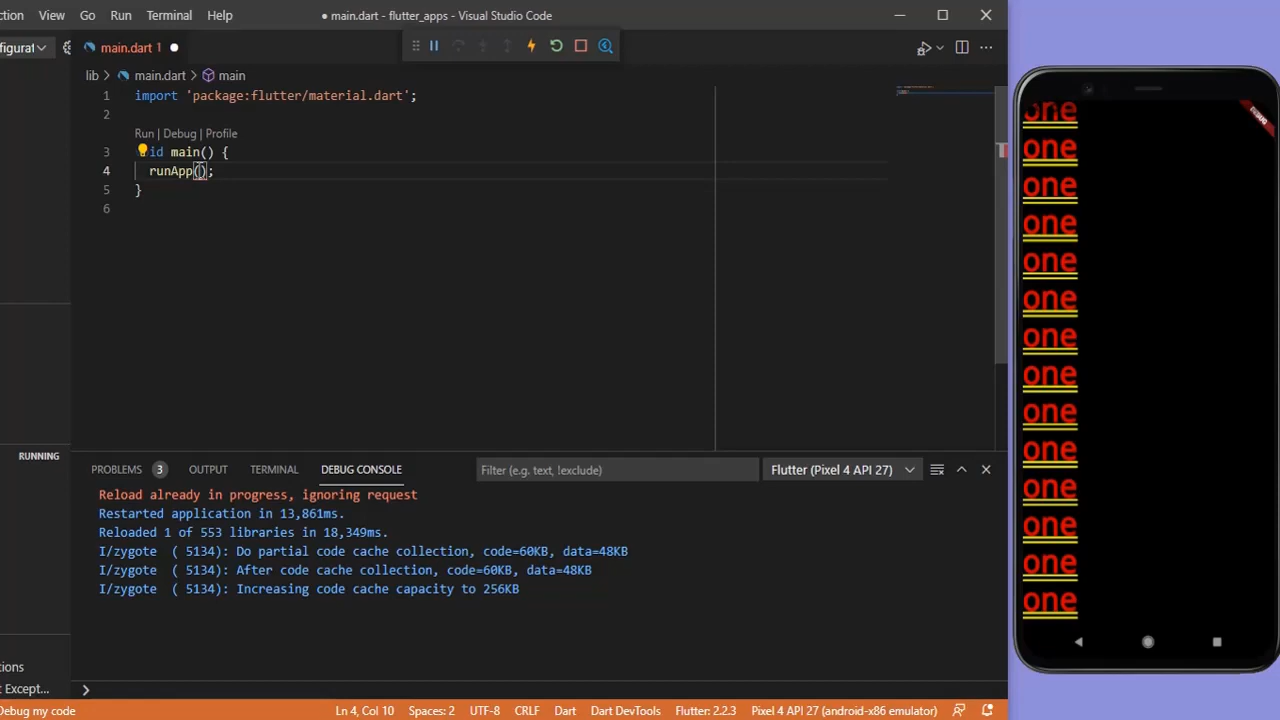 ction View Go Run Terminal Help
● main.dart - flutter_apps - Visual Studio Code
figurat
main.dart 1
lib > main.dart > main
1 import 'package:flutter/material.dart';
2
Run | Debug | Profile
3 id main() {
4 runApp();
5 }
6
RUNNING
PROBLEMS 3 OUTPUT TERMINAL DEBUG CONSOLE
Filter (e.g. text, !exclude)
Flutter (Pixel 4 API 27)
Reload already in progress, ignoring request
Restarted application in 13,861ms.
Reloaded 1 of 553 libraries in 18,349ms.
I/zygote ( 5134): Do partial code cache collection, code=60KB, data=48KB
I/zygote ( 5134): After code cache collection, code=60KB, data=48KB
I/zygote ( 5134): Increasing code cache capacity to 256KB
tions
Except...
>
Debug my code
Ln 4, Col 10 Spaces: 2 UTF-8 CRLF Dart Dart DevTools Flutter: 2.2.3 Pixel 4 API 27 (android-x86 emulator)
one
DEBUG
one
one
one
one
one
one
one
one
one
one
one
one
one